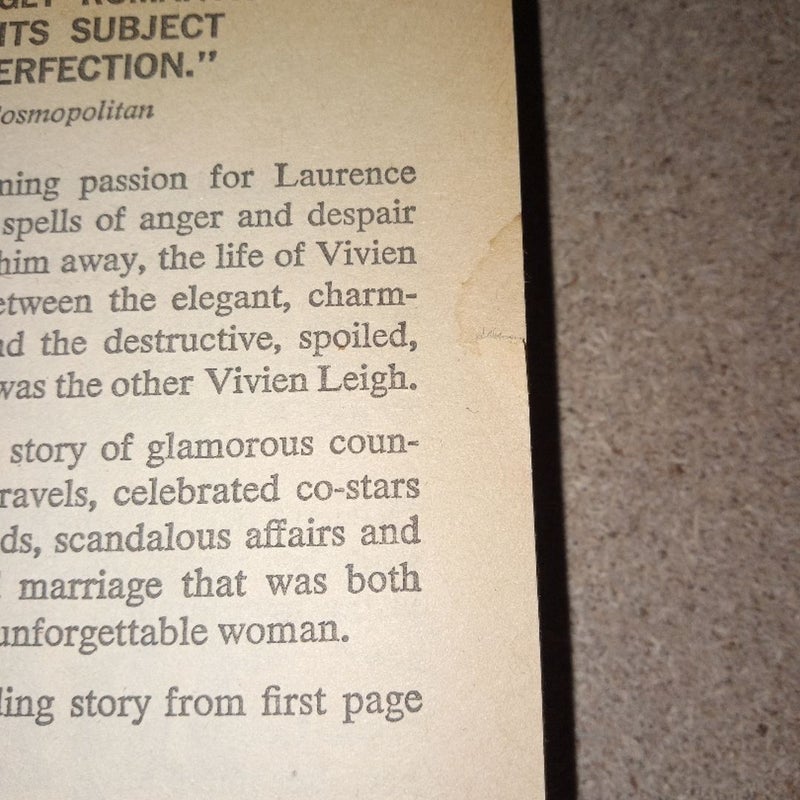 ITS SUBJECT
ERFECTION."
Cosmopolitan
ning passion for Laurence
spells of anger and despair
him away, the life of Vivien
etween the elegant, charm-
nd the destructive, spoiled,
was the other Vivien Leigh.
story of glamorous coun-
ravels, celebrated co-stars
ds, scandalous affairs and
marriage that was both
unforgettable woman.
ling story from first page